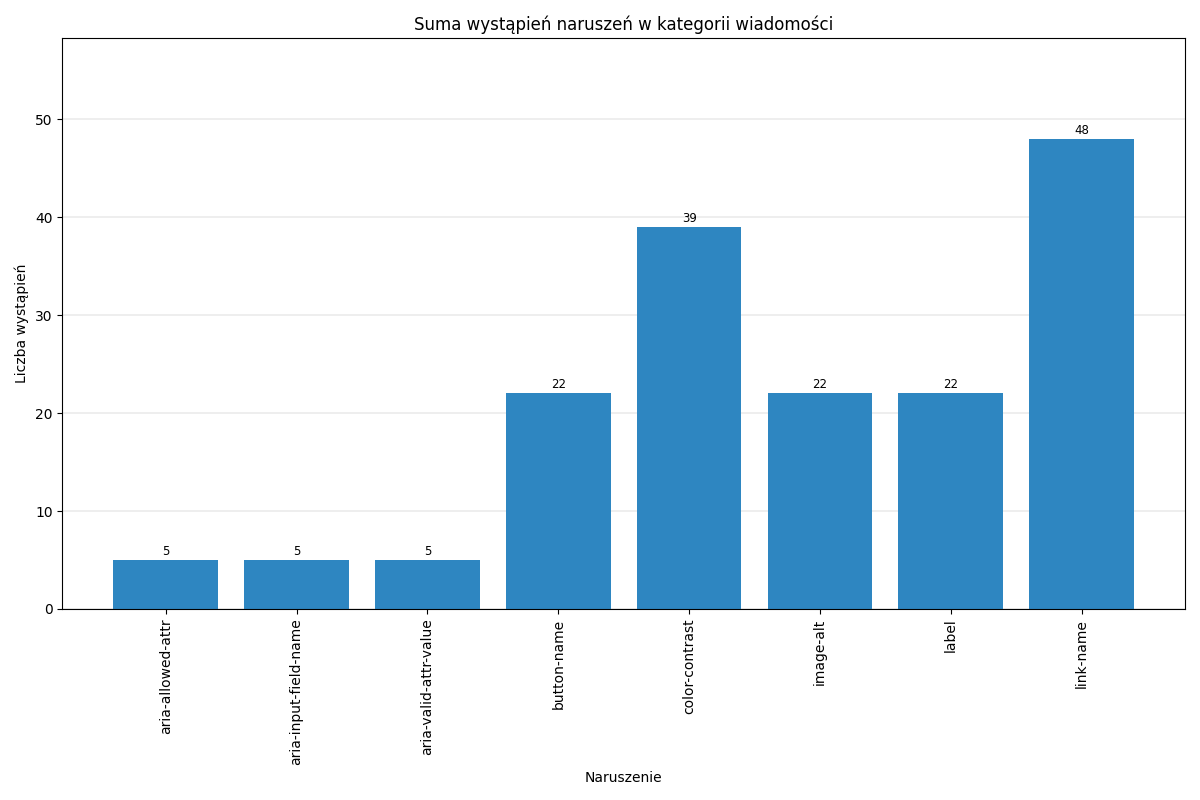 Suma wystąpień naruszeń w kategorii wiadomości
Liczba wystąpień
50
40
30
20
10
0
5
5
5
22
39
22
22
48
aria-allowed-attr
aria-input-field-name
aria-valid-attr-value
button-name
color-contrast
image-alt
label
link-name
Naruszenie